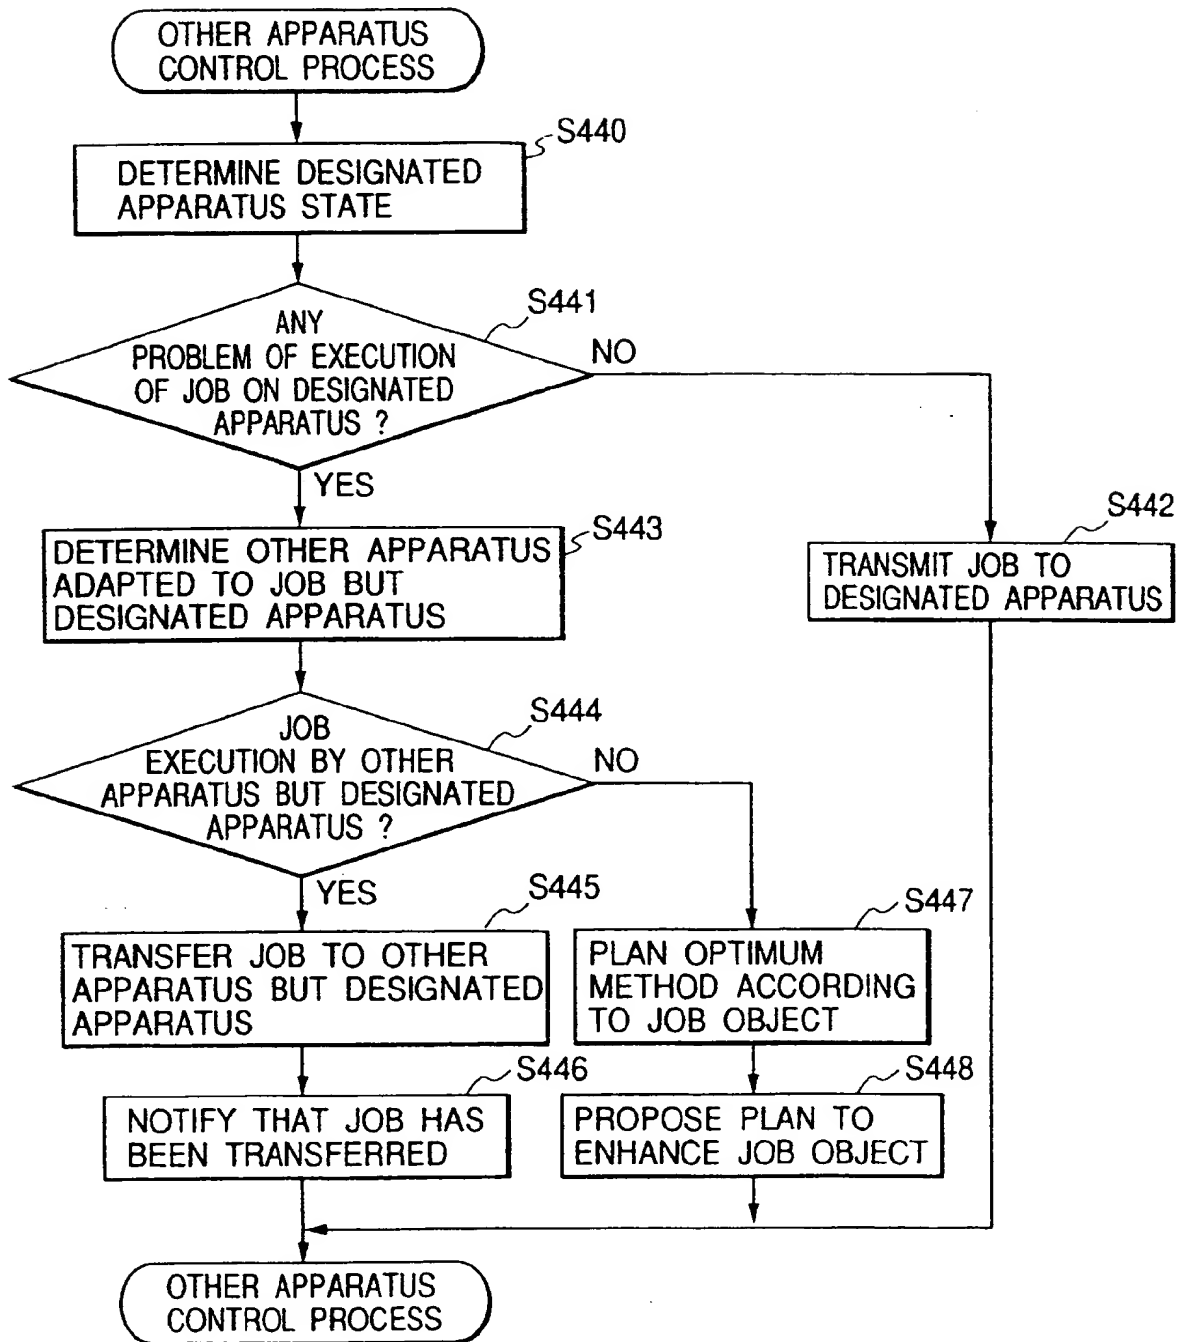 OTHER APPARATUS
CONTROL PROCESS
S440
DETERMINE DESIGNATED
APPARATUS STATE
S441
ANY
PROBLEM OF EXECUTION
OF JOB ON DESIGNATED
APPARATUS ?
NO
YES
S443
DETERMINE OTHER APPARATUS
ADAPTED TO JOB BUT
DESIGNATED APPARATUS
S442
TRANSMIT JOB TO
DESIGNATED APPARATUS
S444
JOB
EXECUTION BY OTHER
APPARATUS BUT DESIGNATED
APPARATUS ?
NO
YES
S445
TRANSFER JOB TO OTHER
APPARATUS BUT DESIGNATED
APPARATUS
S447
PLAN OPTIMUM
METHOD ACCORDING
TO JOB OBJECT
S446
NOTIFY THAT JOB HAS
BEEN TRANSFERRED
S448
PROPOSE PLAN TO
ENHANCE JOB OBJECT
OTHER APPARATUS
CONTROL PROCESS